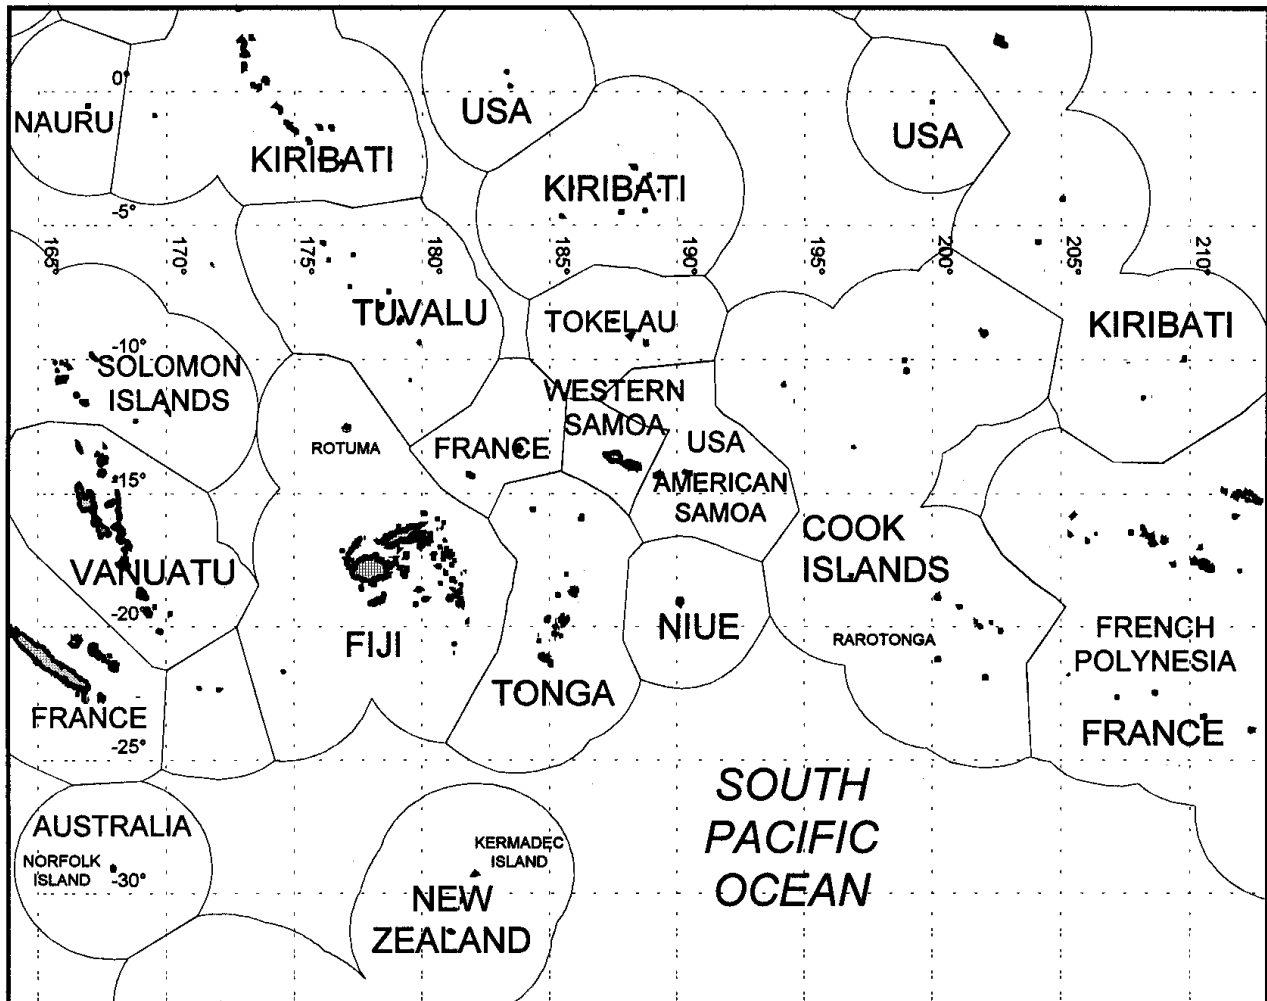 0°
NAURU
USA
USA
KIRIBATI
KIRIBATI
-5°
168°
170°
175°
180°
185°
190°
195°
200°
205°
210°
TUVALU
TOKELAU
KIRIBATI
-10°
SOLOMON
ISLANDS
WESTERN
SAMOA
ROTUMA
FRANCE
USA
AMERICAN
SAMOA
-15°
COOK
ISLANDS
VANUATU
-20°
FIJI
NIUE
RAROTONGA
FRENCH
POLYNESIA
TONGA
FRANCE
FRANCE
-25°
SOUTH
PACIFIC
OCEAN
AUSTRALIA
NORFOLK
ISLAND
-30°
KERMADEC
ISLAND
NEW
ZEALAND